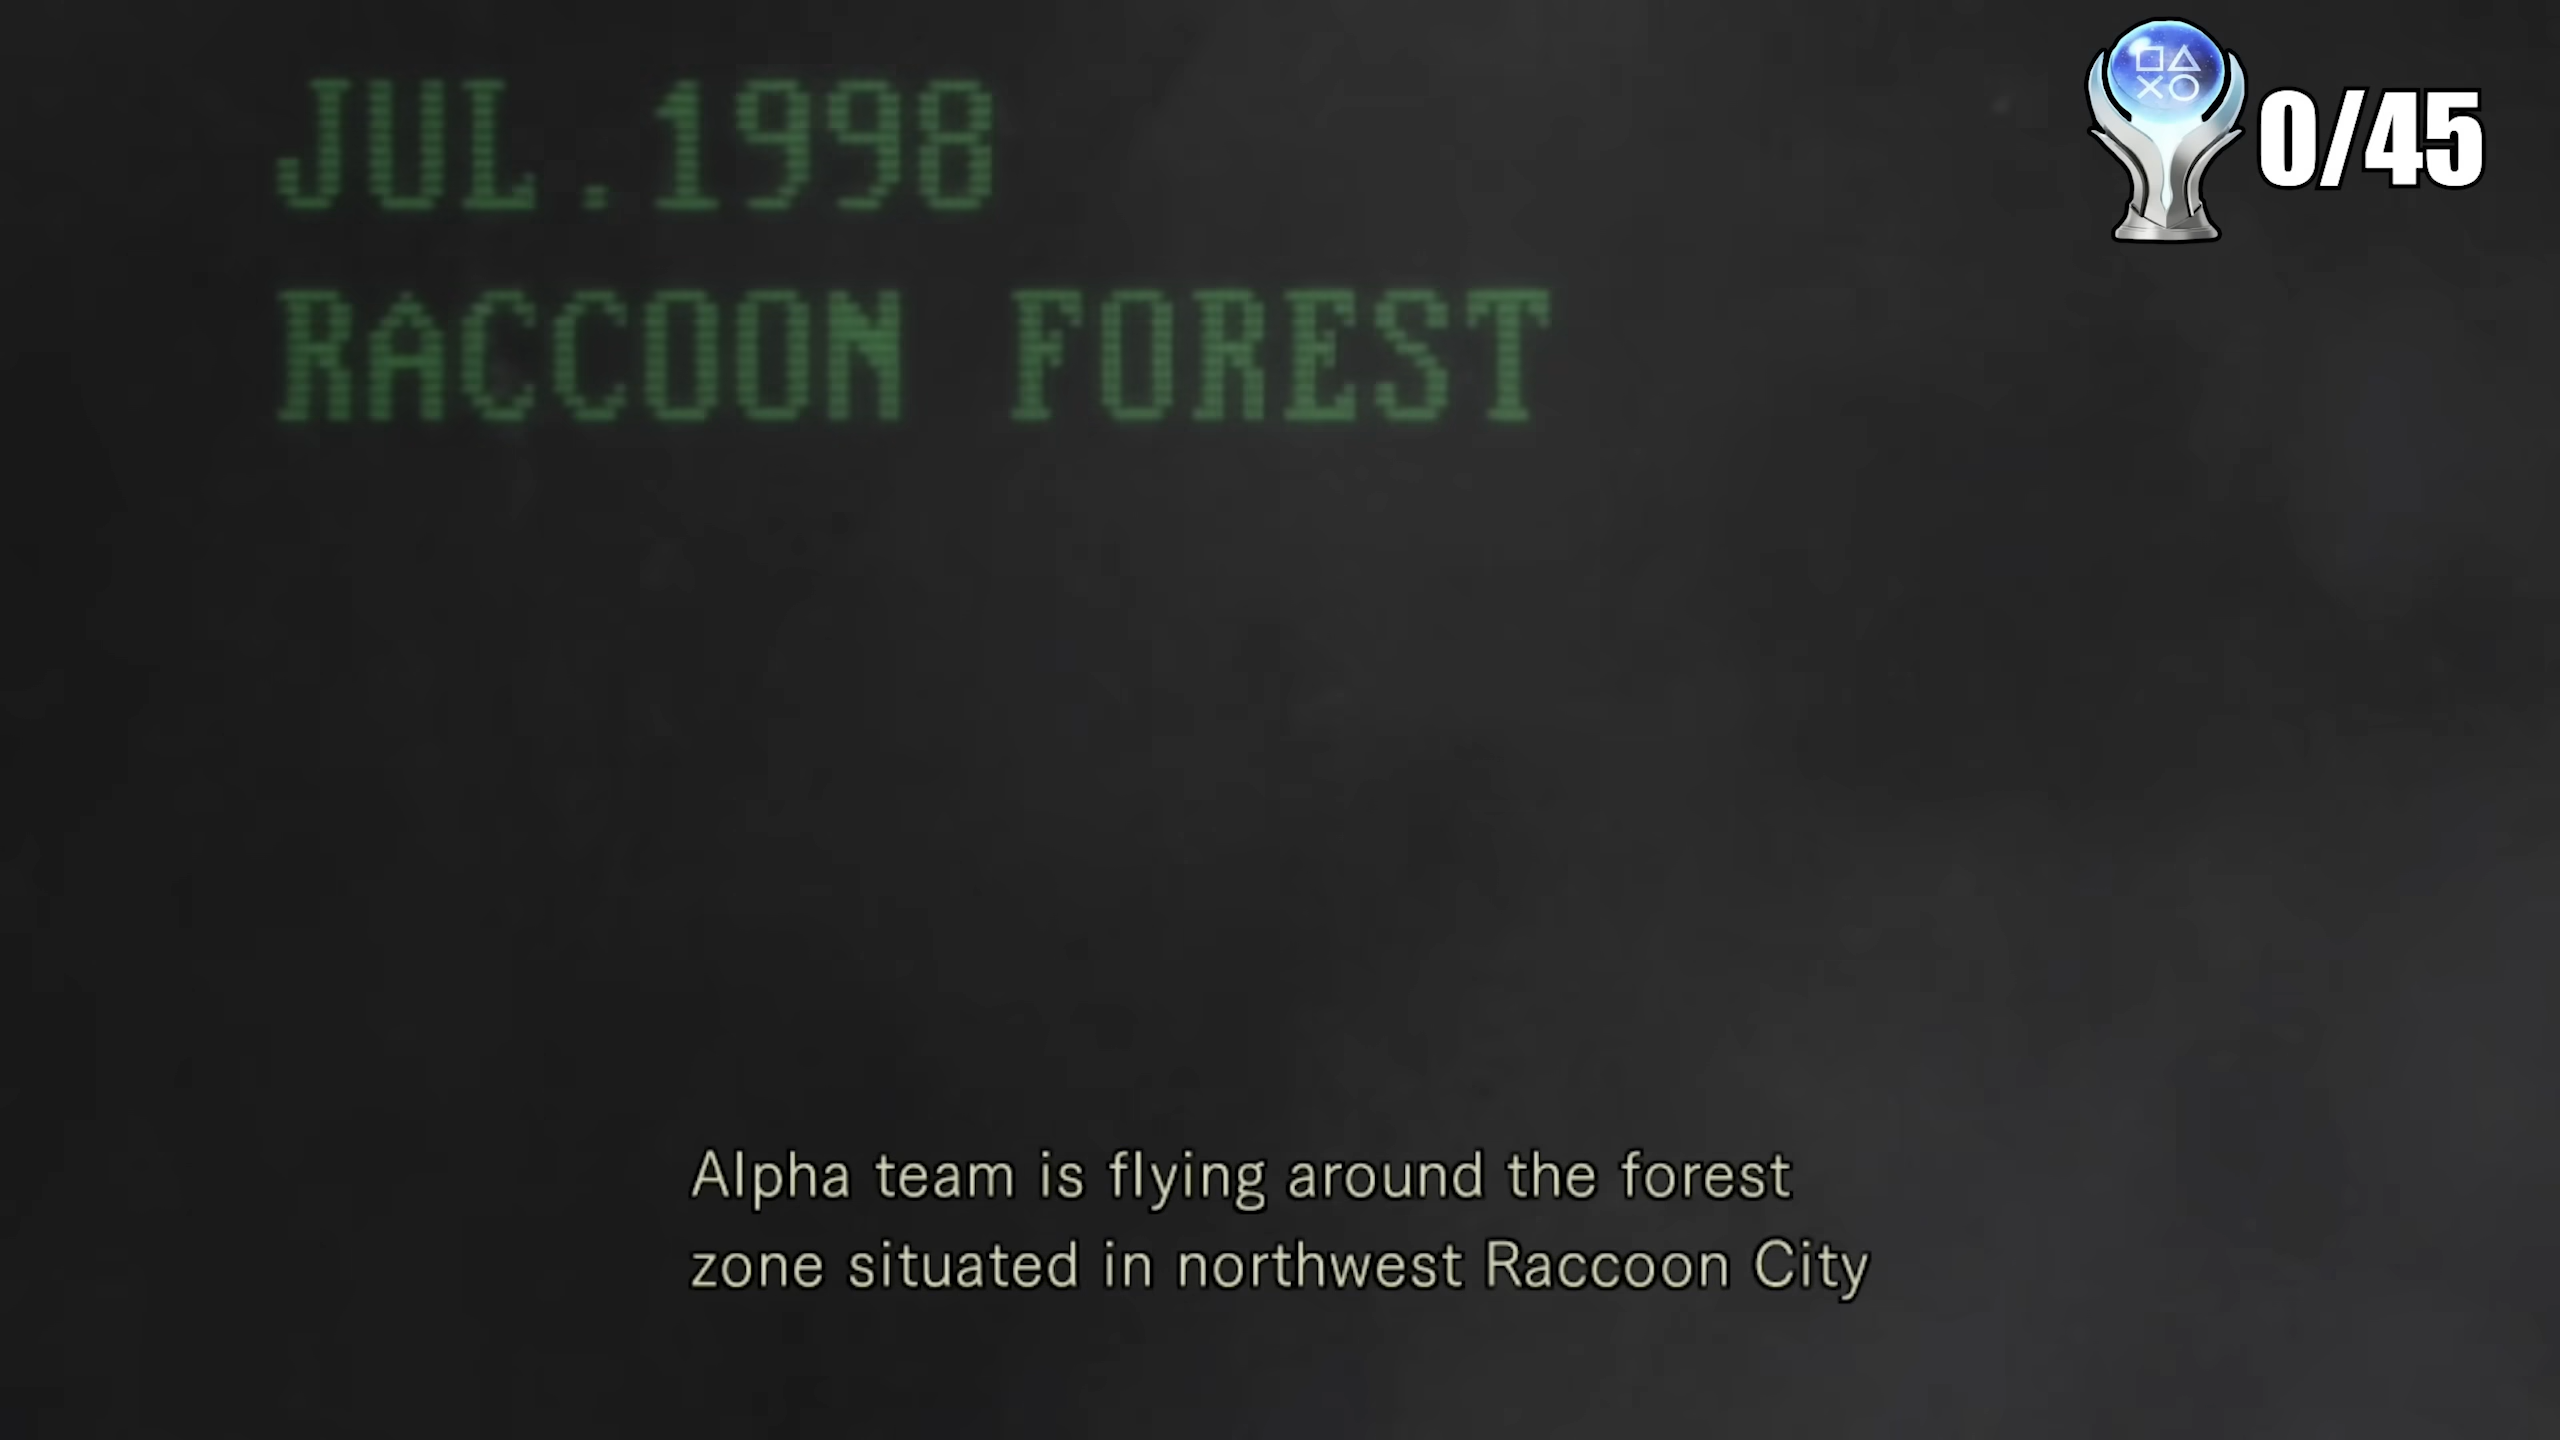 JUL.1998
RACCOON FOREST
0/45
Alpha team is flying around the forest
zone situated in northwest Raccoon City